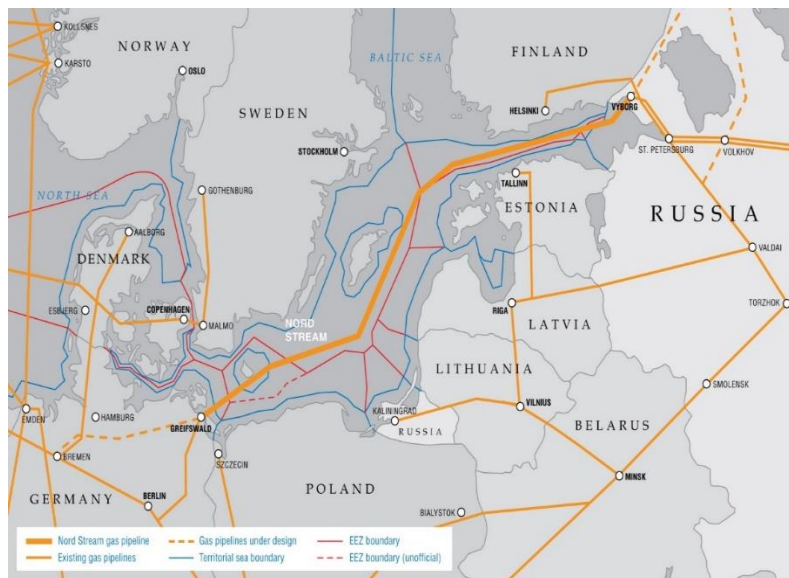 KOLLSNES
KARSTO
NORWAY
OSLO
BALTIC SEA
FINLAND
HELSINKI
VYBORG
SWEDEN
STOCKHOLM
ST. PETERSBURG
VOLKHOV
TALLINN
ESTONIA
NORTH SEA
GOTHENBURG
RUSSIA
AALBORG
DENMARK
VALDAI
ESBJERG
COPENHAGEN
MALMO
NORD
STREAM
RIGA
LATVIA
TORZHOK
LITHUANIA
SMOLENSK
EMDEN
HAMBURG
GREIFSWALD
KALININGRAD
RUSSIA
VILNIUS
BELARUS
BREMEN
SZCZECIN
MINSK
GERMANY
BERLIN
POLAND
BIALYSTOK
Nord Stream gas pipeline
Gas pipelines under design
EEZ boundary
Existing gas pipelines
Territorial sea boundary
EEZ boundary (unofficial)